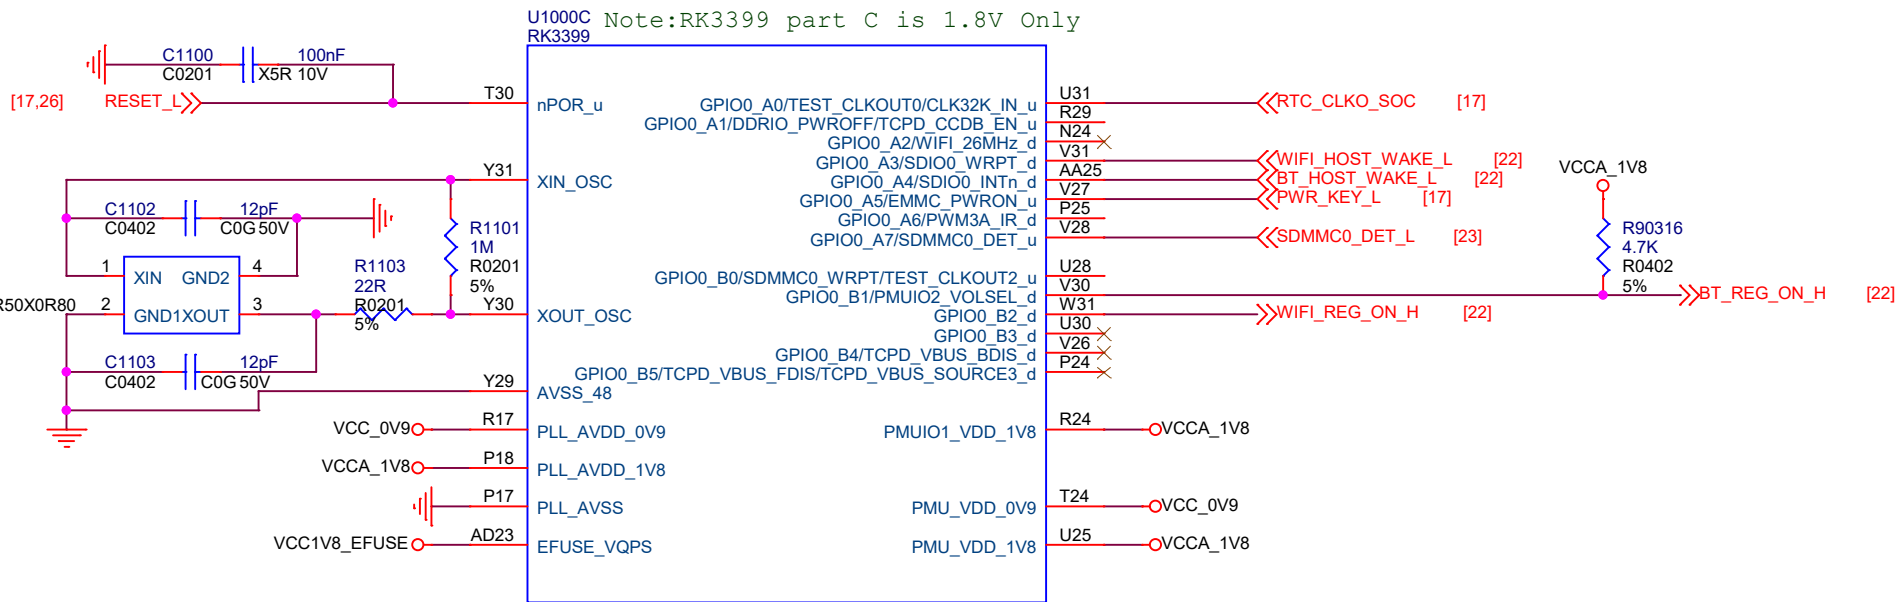 U1000C Note:RK3399 part C is 1.8V Only
RK3399
C1100 100nF
C0201 X5R 10V
[17,26] RESET_L T30 nPOR_u
Y31 XIN_OSC
C1102 12pF
C0402 C0G 50V
R1101
1M
R0201
5%
1 XIN GND2 4
R1103
22R
R0201
5%
R50X0R80 2 GND1 XOUT 3
Y30 XOUT_OSC
C1103 12pF
C0402 C0G 50V
Y29 AVSS_48
VCC_0V9 R17 PLL_AVDD_0V9
VCCA_1V8 P18 PLL_AVDD_1V8
P17 PLL_AVSS
VCC1V8_EFUSE AD23 EFUSE_VQPS
GPIO0_A0/TEST_CLKOUT0/CLK32K_IN_u U31 RTC_CLKO_SOC [17]
GPIO0_A1/DDRIO_PWROFF/TCPD_CCDB_EN_u R29
GPIO0_A2/WIFI_26MHz_d N24
GPIO0_A3/SDIO0_WRPT_d V31 WIFI_HOST_WAKE_L [22]
GPIO0_A4/SDIO0_INTn_d AA25 BT_HOST_WAKE_L [22]
GPIO0_A5/EMMC_PWRON_u V27 PWR_KEY_L [17]
GPIO0_A6/PWM3A_IR_d P25
GPIO0_A7/SDMMC0_DET_u V28 SDMMC0_DET_L [23]
GPIO0_B0/SDMMC0_WRPT/TEST_CLKOUT2_u U28
GPIO0_B1/PMUIO2_VOLSEL_d V30 BT_REG_ON_H [22]
GPIO0_B2_d W31 WIFI_REG_ON_H [22]
GPIO0_B3_d U30
GPIO0_B4/TCPD_VBUS_BDIS_d V26
GPIO0_B5/TCPD_VBUS_FDIS/TCPD_VBUS_SOURCE3_d P24
VCCA_1V8
R90316
4.7K
R0402
5%
PMUIO1_VDD_1V8 R24 VCCA_1V8
PMU_VDD_0V9 T24 VCC_0V9
PMU_VDD_1V8 U25 VCCA_1V8